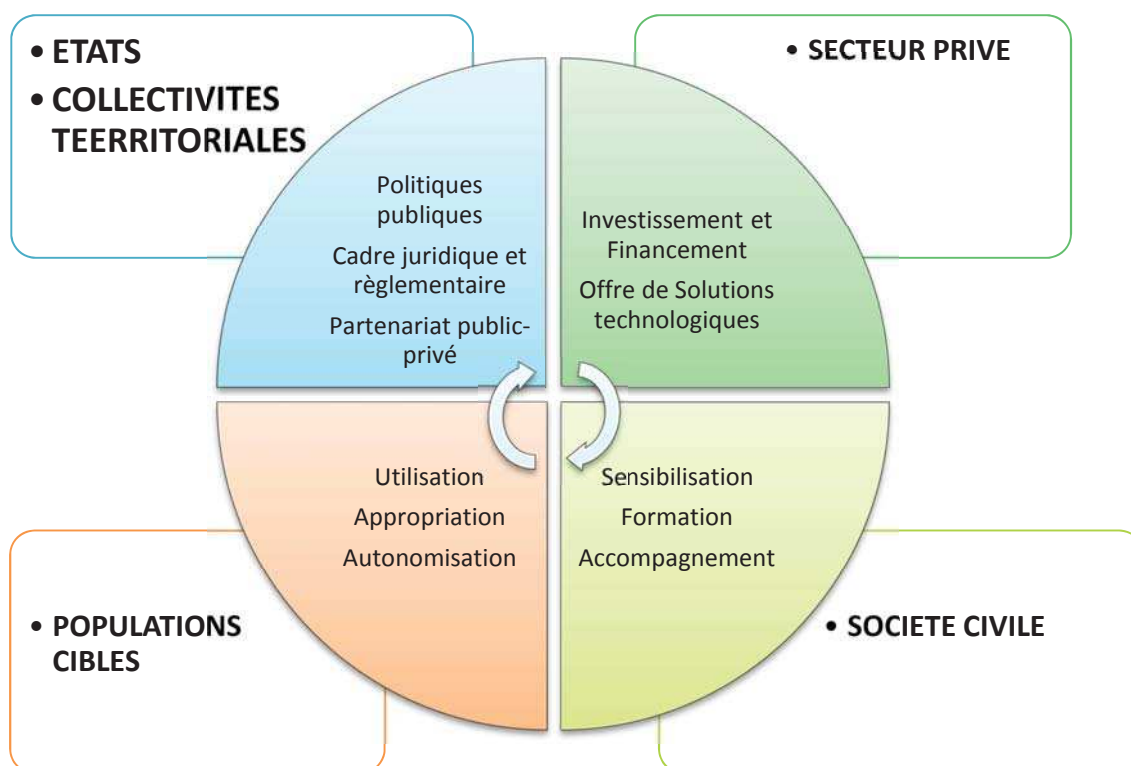 • ETATS
• COLLECTIVITES
TEERRITORIALES
• SECTEUR PRIVE
Politiques
publiques
Cadre juridique et
règlementaire
Partenariat public-
privé
Investissement et
Financement
Offre de Solutions
technologiques
Utilisation
Appropriation
Autonomisation
Sensibilisation
Formation
Accompagnement
• POPULATIONS
CIBLES
• SOCIETE CIVILE